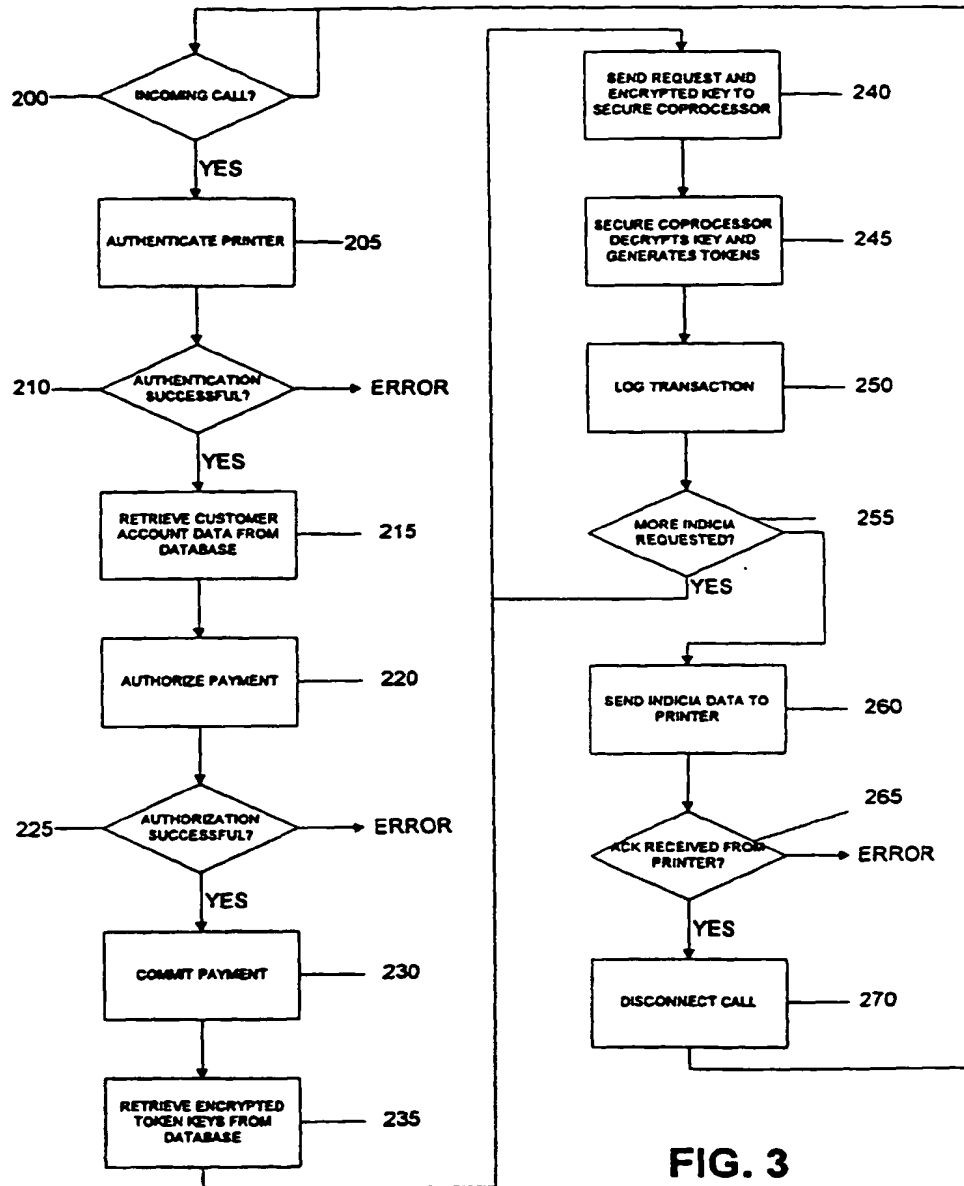 200
INCOMING CALL?
YES
AUTHENTICATE PRINTER
205
210
AUTHENTICATION
SUCCESSFUL?
ERROR
YES
RETRIEVE CUSTOMER
ACCOUNT DATA FROM
DATABASE
215
AUTHORIZE PAYMENT
220
225
AUTHORIZATION
SUCCESSFUL?
ERROR
YES
COMMIT PAYMENT
230
RETRIEVE ENCRYPTED
TOKEN KEYS FROM
DATABASE
235
SEND REQUEST AND
ENCRYPTED KEY TO
SECURE COPROCESSOR
240
SECURE COPROCESSOR
DECRYPTS KEY AND
GENERATES TOKENS
245
LOG TRANSACTION
250
MORE INDICIA
REQUESTED?
255
YES
SEND INDICIA DATA TO
PRINTER
260
265
ACK RECEIVED FROM
PRINTER?
ERROR
YES
DISCONNECT CALL
270
FIG. 3